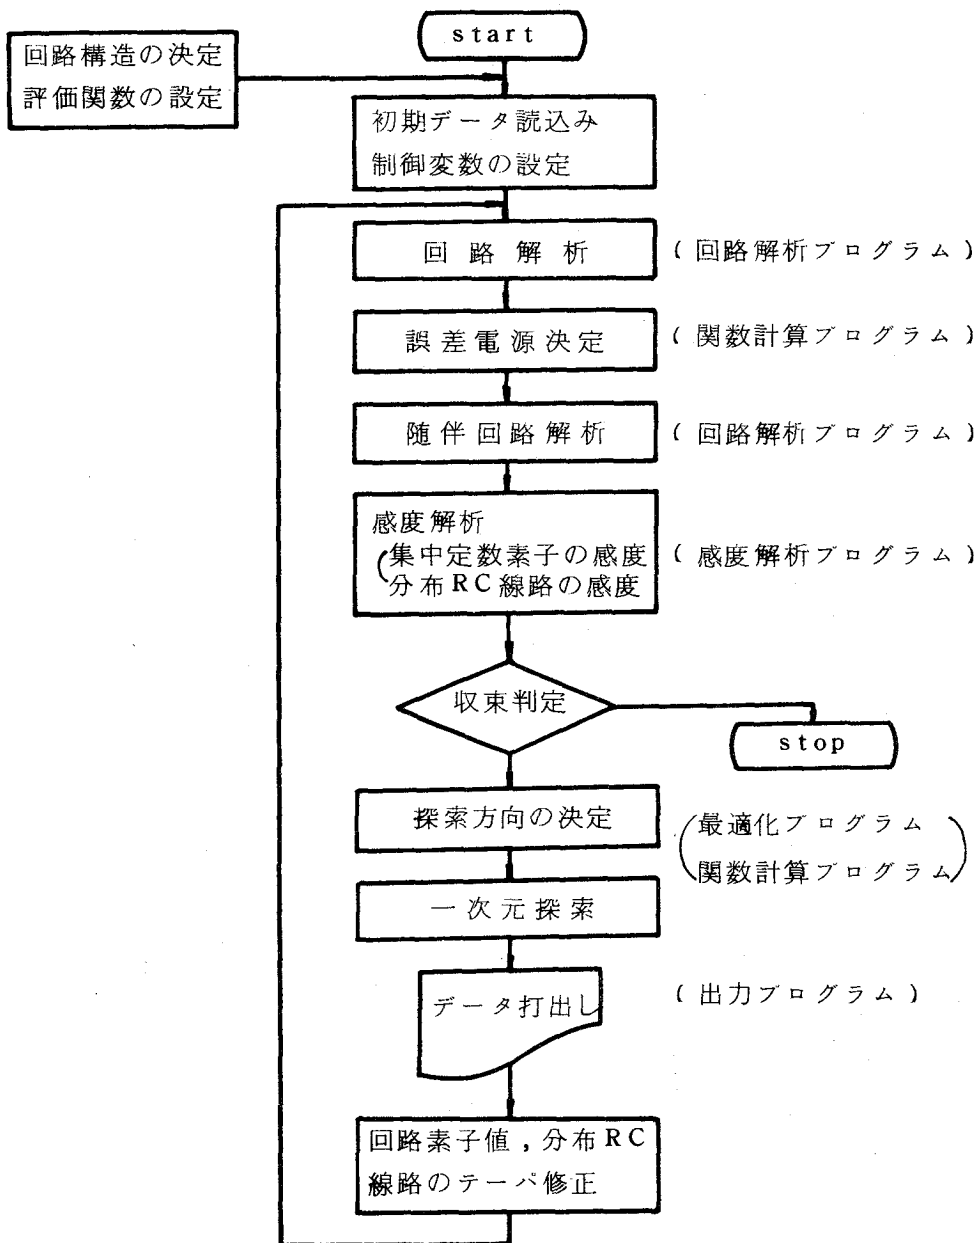 start
回路構造の決定
評価関数の設定
初期データ読込み
制御変数の設定
回路解析
(回路解析プログラム)
誤差電源決定
(関数計算プログラム)
随伴回路解析
(回路解析プログラム)
感度解析
(集中定数素子の感度
分布RC線路の感度
(感度解析プログラム)
収束判定
stop
探索方向の決定
(最適化プログラム
関数計算プログラム)
一次元探索
データ打出し
(出力プログラム)
回路素子値,分布RC
線路のテーパ修正